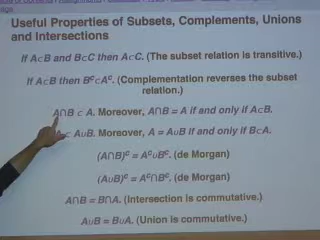 Useful Properties of Subsets, Complements, Unions
and Intersections
If A⊂B and B⊂C then A⊂C. (The subset relation is transitive.)
If A⊂B then Bᶜ⊂Aᶜ. (Complementation reverses the subset
relation.)
A∩B ⊂ A. Moreover, A∩B = A if and only if A⊂B.
⊂ A∪B. Moreover, A = A∪B if and only if B⊂A.
(A∩B)ᶜ = Aᶜ∪Bᶜ. (de Morgan)
(A∪B)ᶜ = Aᶜ∩Bᶜ. (de Morgan)
A∩B = B∩A. (Intersection is commutative.)
A∪B = B∪A. (Union is commutative.)